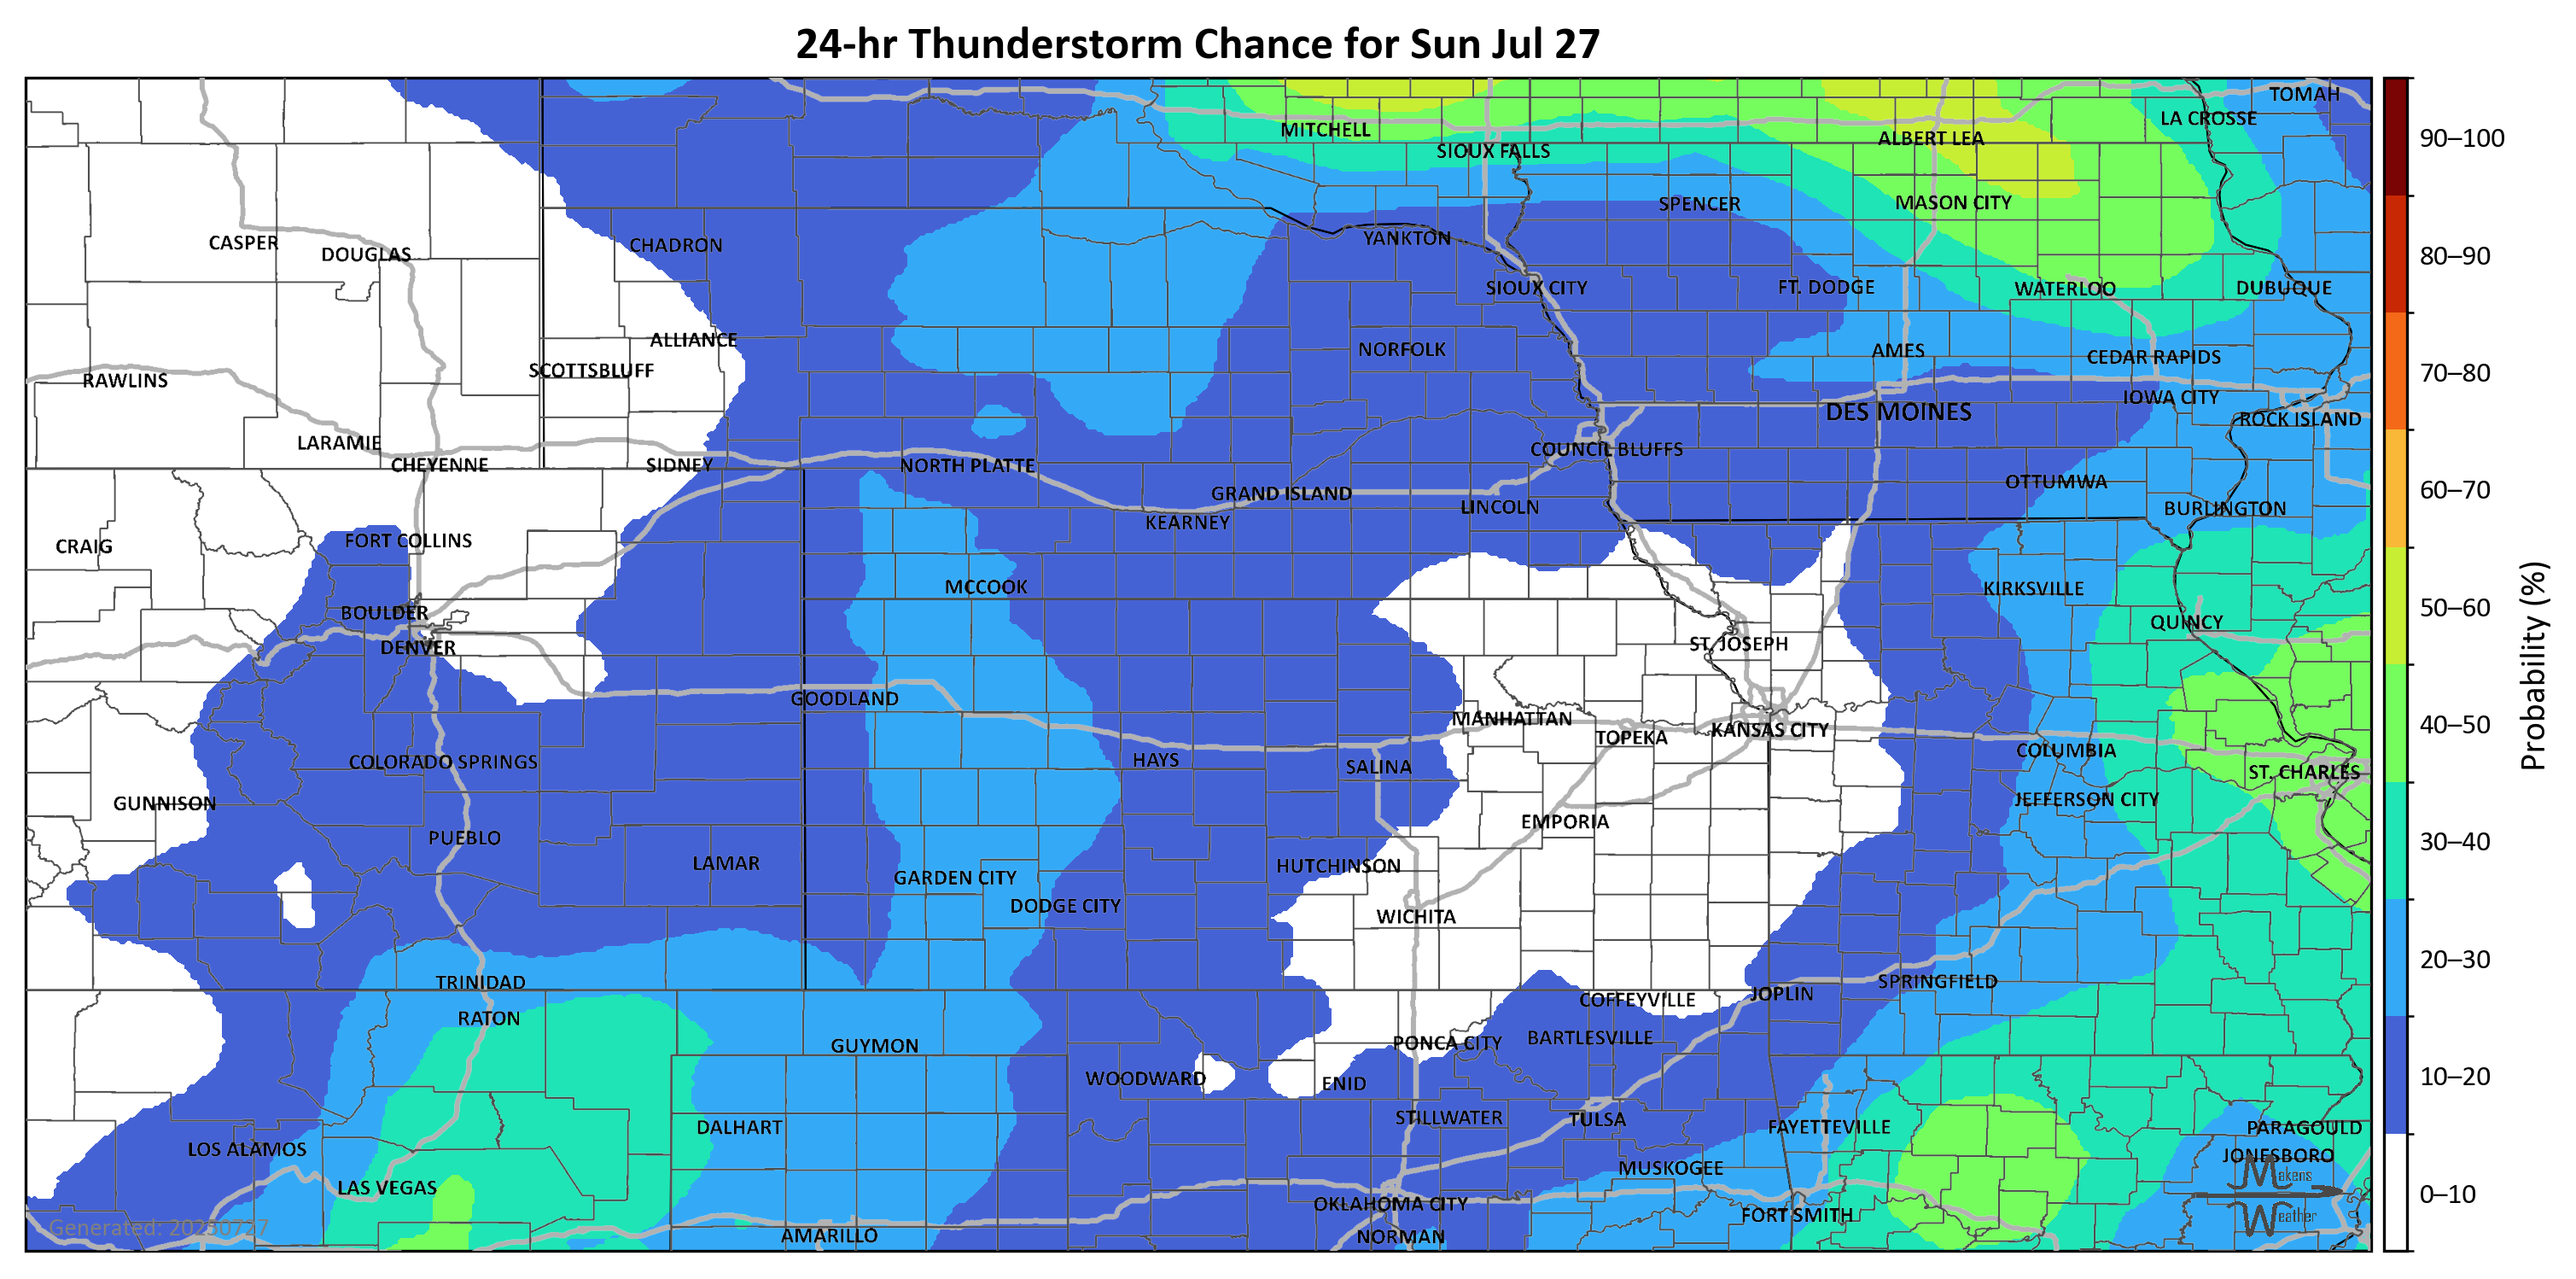 24-hr Thunderstorm Chance for Sun Jul 27
TOMAH
LA CROSSE
MITCHELL
ALBERT LEA
SIOUX FALLS
SPENCER
MASON CITY
CASPER
DOUGLAS
CHADRON
YANKTON
SIOUX CITY
FT. DODGE
WATERLOO
DUBUQUE
ALLIANCE
NORFOLK
AMES
CEDAR RAPIDS
SCOTTSBLUFF
RAWLINS
IOWA CITY
DES MOINES
ROCK ISLAND
LARAMIE
COUNCIL BLUFFS
CHEYENNE
SIDNEY
NORTH PLATTE
OTTUMWA
GRAND ISLAND
LINCOLN
BURLINGTON
KEARNEY
CRAIG
FORT COLLINS
MCCOOK
KIRKSVILLE
BOULDER
QUINCY
DENVER
ST. JOSEPH
GOODLAND
MANHATTAN
KANSAS CITY
TOPEKA
COLUMBIA
COLORADO SPRINGS
HAYS
SALINA
ST. CHARLES
GUNNISON
JEFFERSON CITY
EMPORIA
PUEBLO
LAMAR
HUTCHINSON
GARDEN CITY
DODGE CITY
WICHITA
TRINIDAD
SPRINGFIELD
JOPLIN
COFFEYVILLE
RATON
BARTLESVILLE
GUYMON
PONCA CITY
WOODWARD
ENID
STILLWATER
TULSA
DALHART
FAYETTEVILLE
PARAGOULD
LOS ALAMOS
JONESBORO
MUSKOGEE
LAS VEGAS
OKLAHOMA CITY
FORT SMITH
AMARILLO
NORMAN
Generated: 20250727
Makens
Weather
90–100
80–90
70–80
60–70
50–60
40–50
30–40
20–30
10–20
0–10
Probability (%)